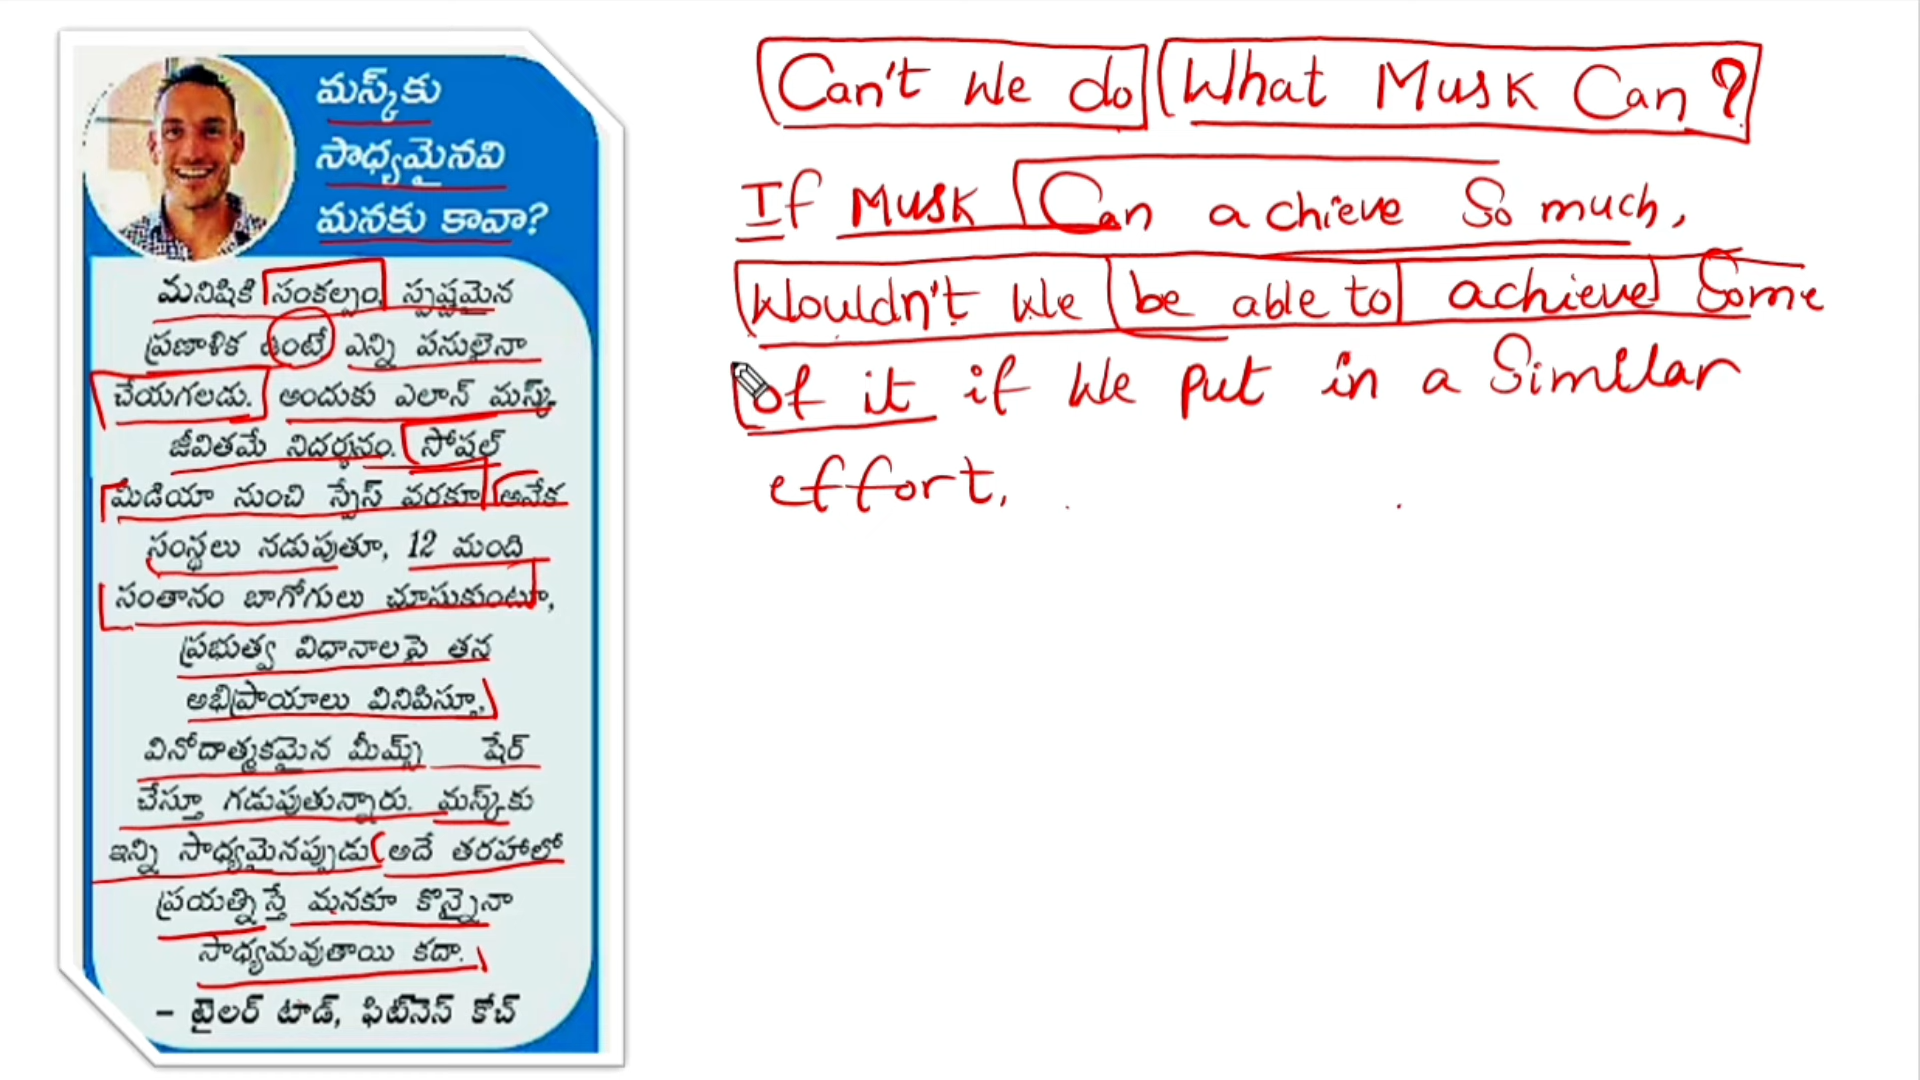 మస్క్‌కు
సాధ్యమైనవి
మనకు కావా?
మనిషికి సంకల్పం, స్పష్టమైన
ప్రణాళిక ఉంటే ఎన్ని పనులైనా
చేయగలడు. అందుకు ఎలాన్ మస్క్
జీవితమే నిదర్శనం. సోషల్
మీడియా నుంచి స్పేస్ వరకూ అనేక
సంస్థలు నడుపుతూ, 12 మంది
సంతానం బాగోగులు చూసుకుంటూ,
ప్రభుత్వ విధానాలపై తన
అభిప్రాయాలు వినిపిస్తూ,
వినోదాత్మకమైన మీమ్స్ షేర్
చేస్తూ గడుపుతున్నారు. మస్క్‌కు
ఇన్ని సాధ్యమైనప్పుడు అదే తరహాలో
ప్రయత్నిస్తే మనకూ కొన్నైనా
సాధ్యమవుతాయి కదా.
– టైలర్ టాడ్, ఫిట్‌నెస్ కోచ్
Can't We do What Musk Can?
If Musk Can achieve So much,
Wouldn't We be able to achieve Some
Of it if We put in a Similar
effort.